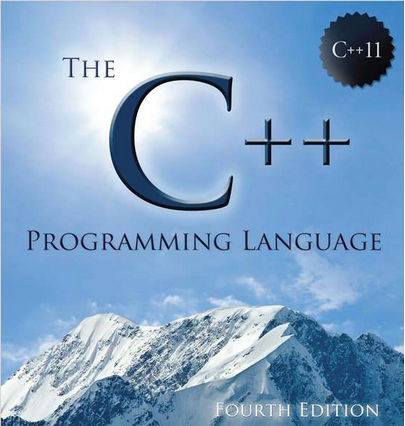 C++11
The
C++
Programming Language
Fourth Edition